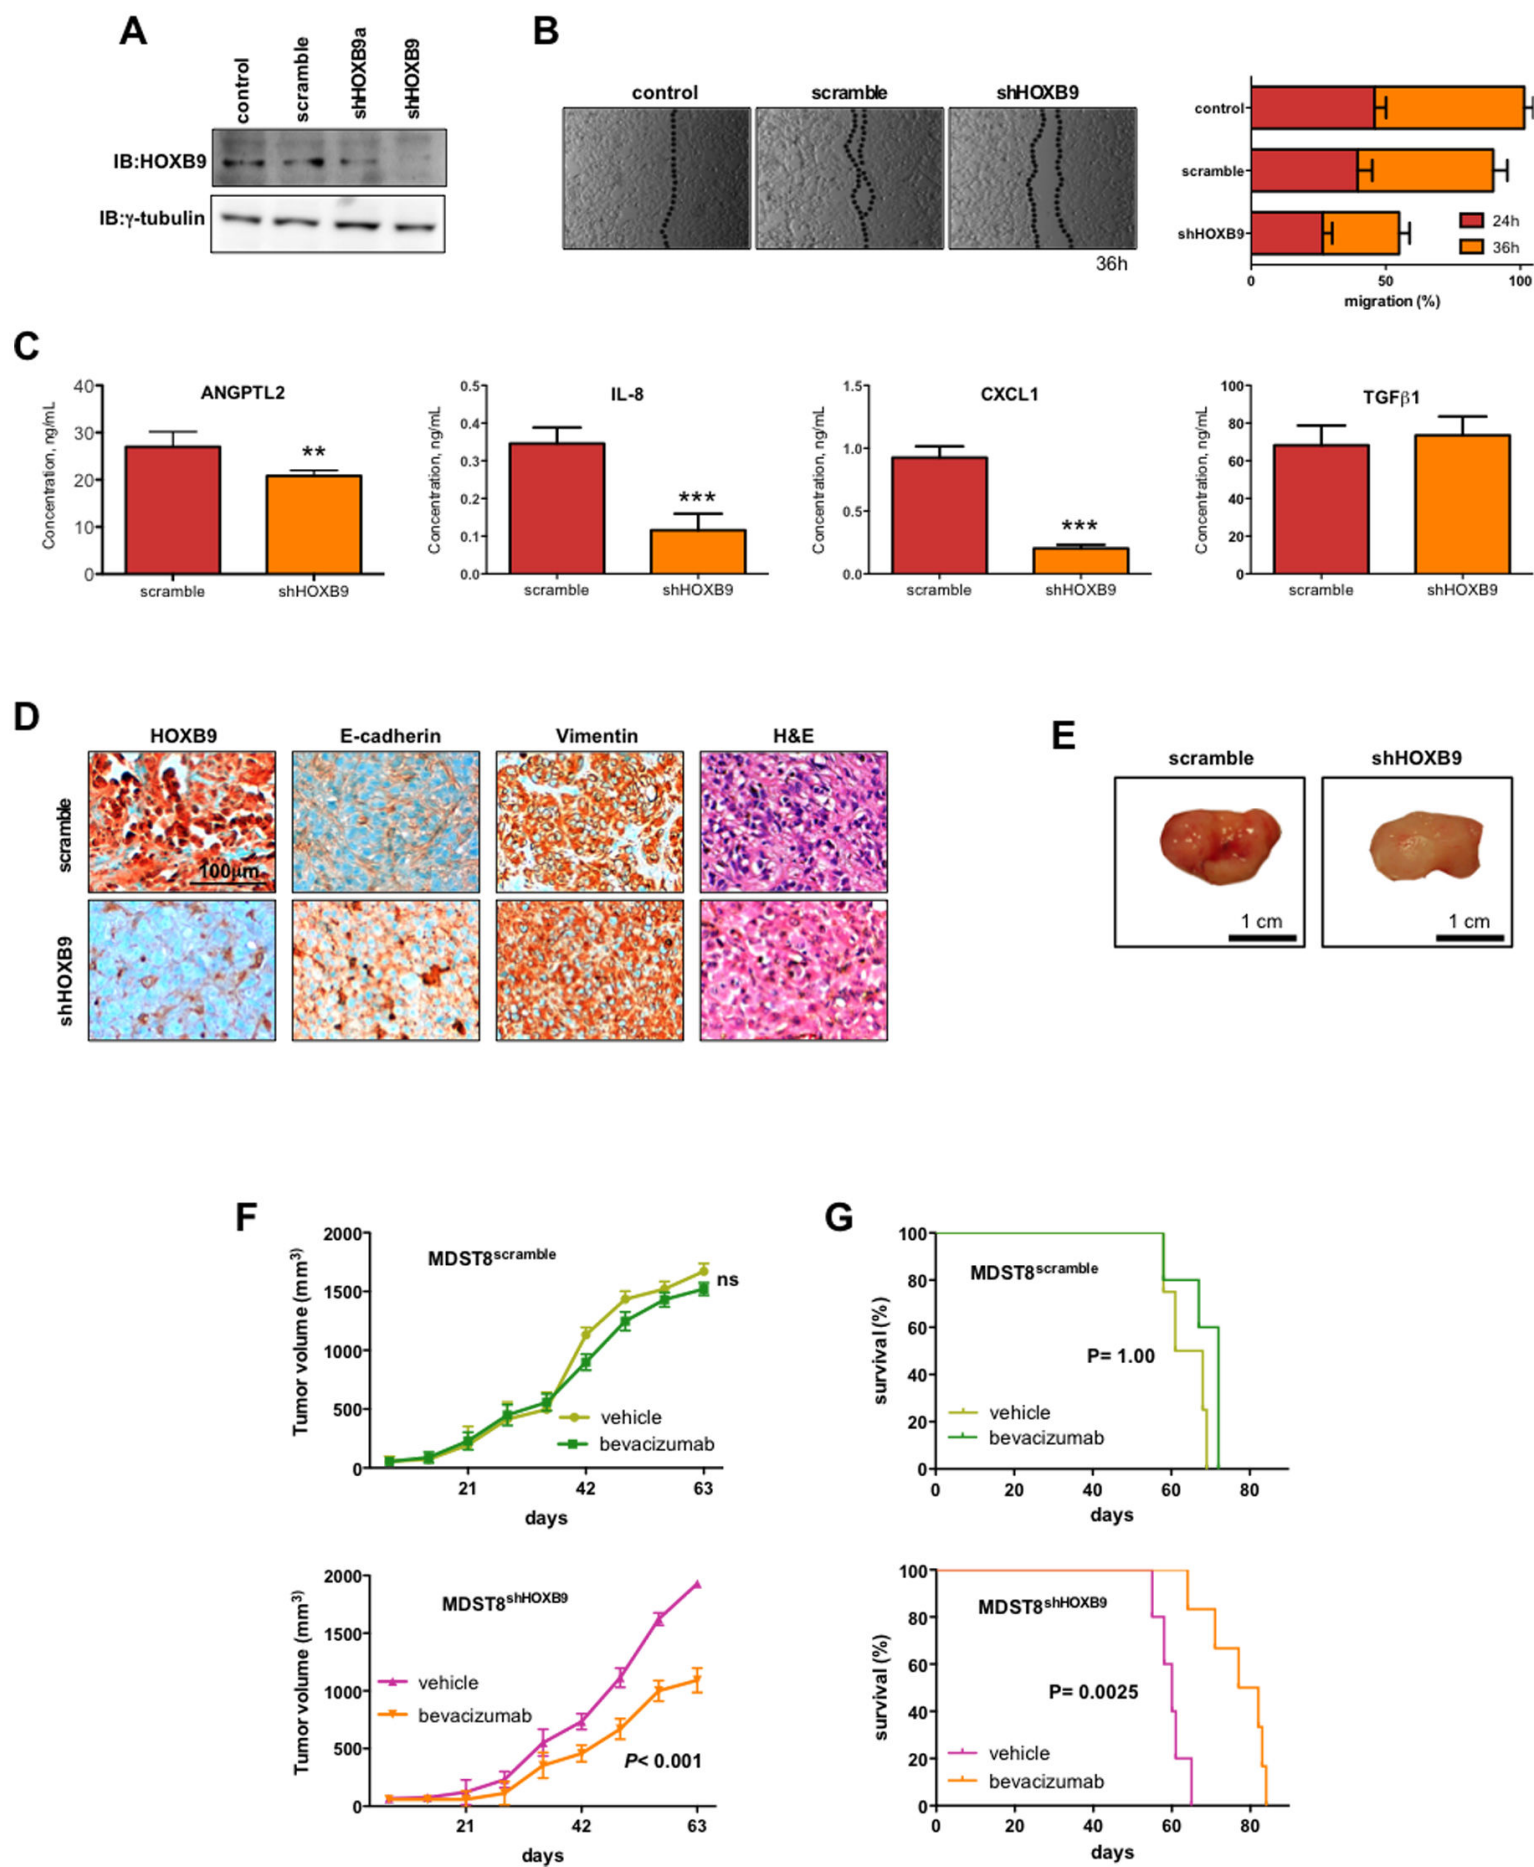 A
control
scramble
shHOXB9a
shHOXB9
IB:HOXB9
IB:γ-tubulin
B
control
scramble
shHOXB9
36h
control
scramble
shHOXB9
24h
36h
0
50
100
migration (%)
C
ANGPTL2
Concentration, ng/mL
40
30
20
10
0
**
scramble
shHOXB9
IL-8
Concentration, ng/mL
0.5
0.4
0.3
0.2
0.1
0.0
***
scramble
shHOXB9
CXCL1
Concentration, ng/mL
1.5
1.0
0.5
0.0
***
scramble
shHOXB9
TGFβ1
Concentration, ng/mL
100
80
60
40
20
0
scramble
shHOXB9
D
HOXB9
E-cadherin
Vimentin
H&E
scramble
100μm
shHOXB9
E
scramble
shHOXB9
1 cm
1 cm
F
MDST8scramble
Tumor volume (mm3)
2000
1500
1000
500
0
ns
vehicle
bevacizumab
21
42
63
days
MDST8shHOXB9
Tumor volume (mm3)
2000
1500
1000
500
0
vehicle
bevacizumab
P< 0.001
21
42
63
days
G
MDST8scramble
survival (%)
100
80
60
40
20
0
P= 1.00
vehicle
bevacizumab
0
20
40
60
80
days
MDST8shHOXB9
survival (%)
100
80
60
40
20
0
P= 0.0025
vehicle
bevacizumab
0
20
40
60
80
days